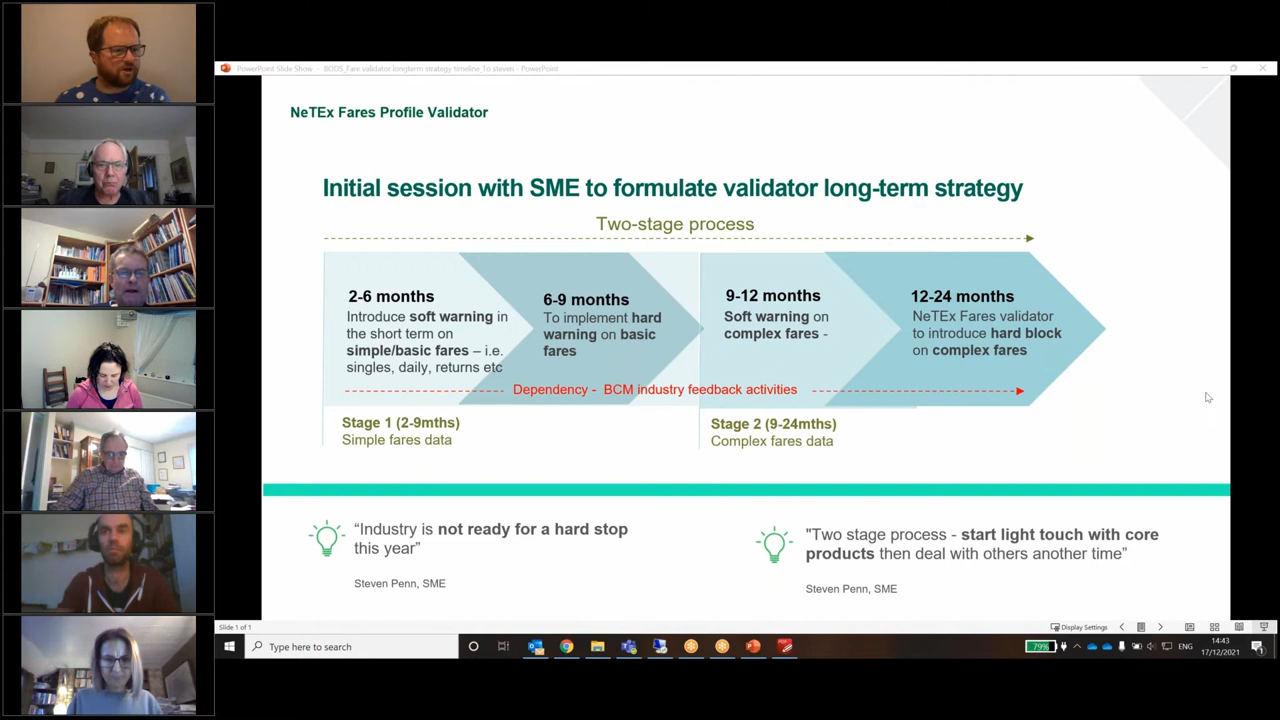 PowerPoint Slide Show - BODS_Fare validator longterm strategy timeline_To steven - PowerPoint
NeTEx Fares Profile Validator
Initial session with SME to formulate validator long-term strategy
Two-stage process
2-6 months
Introduce soft warning in
the short term on
simple/basic fares – i.e.
singles, daily, returns etc
6-9 months
To implement hard
warning on basic
fares
9-12 months
Soft warning on
complex fares -
12-24 months
NeTEx Fares validator
to introduce hard block
on complex fares
Dependency - BCM industry feedback activities
Stage 1 (2-9mths)
Simple fares data
Stage 2 (9-24mths)
Complex fares data
“Industry is not ready for a hard stop
this year”
Steven Penn, SME
"Two stage process - start light touch with core
products then deal with others another time”
Steven Penn, SME
Slide 1 of 1
Display Settings
Type here to search
79%
ENG
14:43
17/12/2021